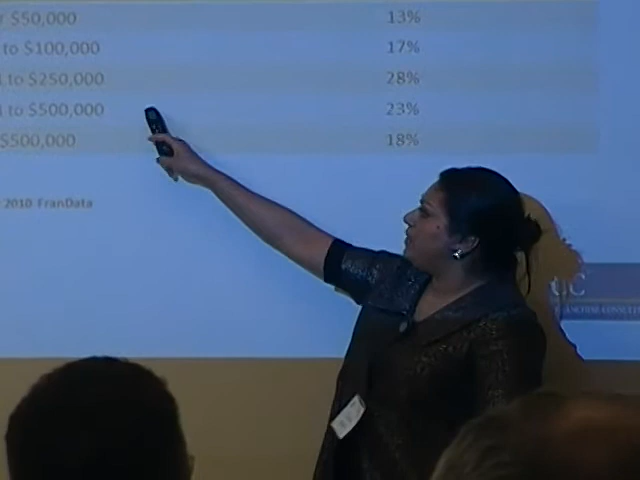 r $50,000 13%
to $100,000 17%
to $250,000 28%
to $500,000 23%
$500,000 18%
2010 FranData
UC